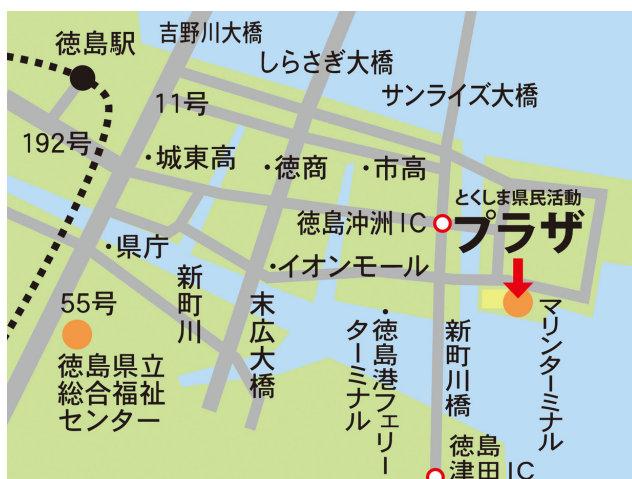 吉野川大橋
徳島駅
しらさぎ大橋
サンライズ大橋
11号
192号
・城東高
・徳商
・市高
とくしま県民活動
プラザ
徳島沖洲IC
・県庁
・イオンモール
新町川
末広大橋
・徳島港フェリー
ターミナル
新町川橋
マリンターミナル
55号
徳島県立
総合福祉
センター
徳島
津田IC